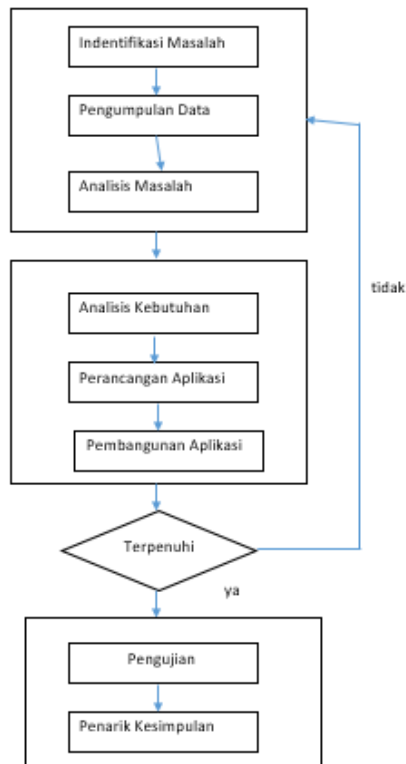 Indentifikasi Masalah
Pengumpulan Data
Analisis Masalah
tidak
Analisis Kebutuhan
Perancangan Aplikasi
Pembangunan Aplikasi
Terpenuhi
ya
Pengujian
Penarik Kesimpulan